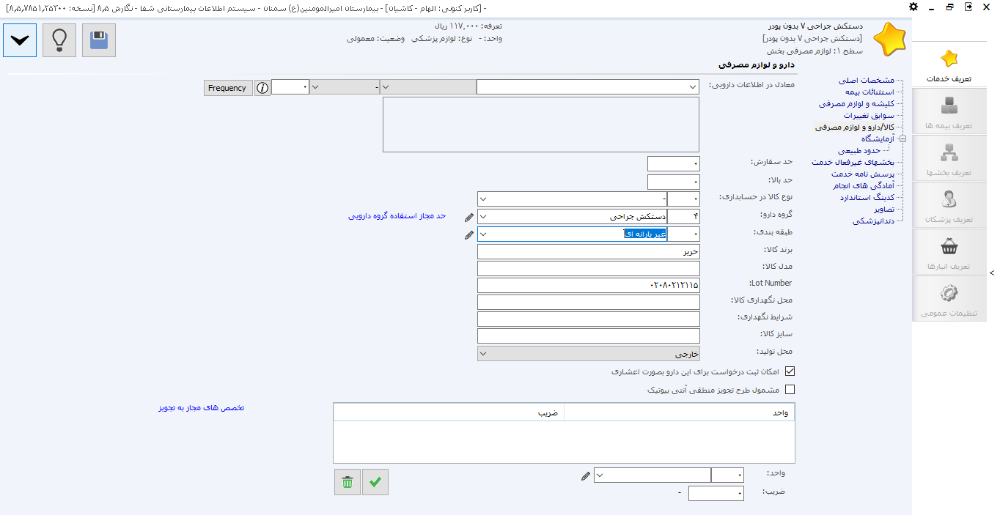 - [کاربر کنونی: الهام - کاشیان] - بیمارستان امیرالمومنین(ع) سمنان - سیستم اطلاعات بیمارستانی شفا - نگارش ۸٫۵ [نسخه: ۸٫۵٫۷۸۵۱٫۲۵۳۰۰]
دستکش جراحی ۷ بدون پودر
[دستکش جراحی ۷ بدون پودر]
سطح ۱: لوازم مصرفی بخش
تعرفه: ۱۱۷,۰۰۰ ریال
واحد: - نوع: لوازم پزشکي وضعیت: معمولی
تعریف خدمات
تعریف بیمه ها
تعریف بخشها
تعریف پزشکان
تعریف انبارها
تنظیمات عمومی
مشخصات اصلی
استثنائات بیمه
کلیشه و لوازم مصرفی
سوابق تغییرات
کالا/دارو و لوازم مصرفی
آزمایشگاه
حدود طبیعی
بخشهای غیرفعال خدمت
پرسش نامه خدمت
آمادگی های انجام
کدینگ استاندارد
تصاویر
دندانپزشکی
دارو و لوازم مصرفی
معادل در اطلاعات دارویی: - ۰ Frequency
حد سفارش: ۰
حد بالا: ۰
نوع کالا در حسابداری: ۰ -
گروه دارو: ۴ دستکش جراحی حد مجاز استفاده گروه دارویی
طبقه بندی: ۰ غیر یارانه ای
برند کالا: حریر
مدل کالا:
Lot Number: ۰۲۰۸۰۲۱۲۱۱۵
محل نگهداری کالا:
شرایط نگهداری:
سایز کالا:
محل تولید: خارجی
امکان ثبت درخواست برای این دارو بصورت اعشاری
مشمول طرح تجویز منطقی آنتی بیوتیک
واحد ضریب
تخصص های مجاز به تجویز
واحد: ۰
ضریب: ۰ -